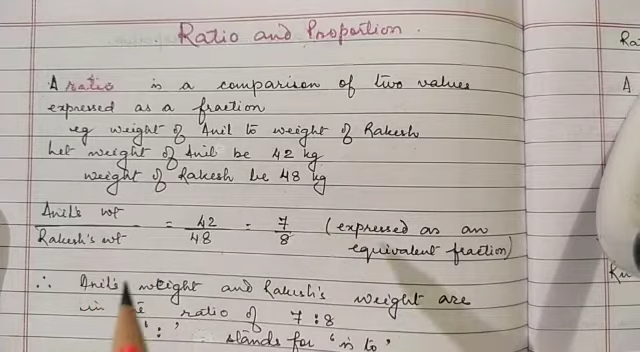 Ratio and Proportion.
A ratio is a comparison of two values
expressed as a fraction
eg weight of Anil to weight of Rakesh
Let weight of Anil be 42 kg
weight of Rakesh be 48 kg
Anil's wt / Rakesh's wt = 42/48 = 7/8 (expressed as an
equivalent fraction)
∴ Anil's weight and Rakesh's weight are
in ratio of 7:8
':' stands for 'is to'
Ra
A